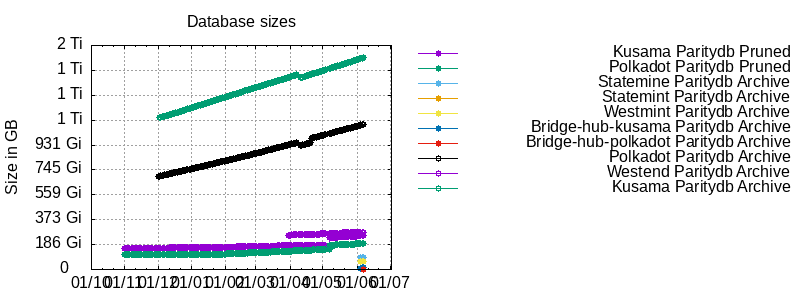 Database sizes
2 Ti
1 Ti
1 Ti
1 Ti
931 Gi
745 Gi
559 Gi
373 Gi
186 Gi
0
Size in GB
01/10 01/11 01/12 01/01 01/02 01/03 01/04 01/05 01/06 01/07
Kusama Paritydb Pruned
Polkadot Paritydb Pruned
Statemine Paritydb Archive
Statemint Paritydb Archive
Westmint Paritydb Archive
Bridge-hub-kusama Paritydb Archive
Bridge-hub-polkadot Paritydb Archive
Polkadot Paritydb Archive
Westend Paritydb Archive
Kusama Paritydb Archive